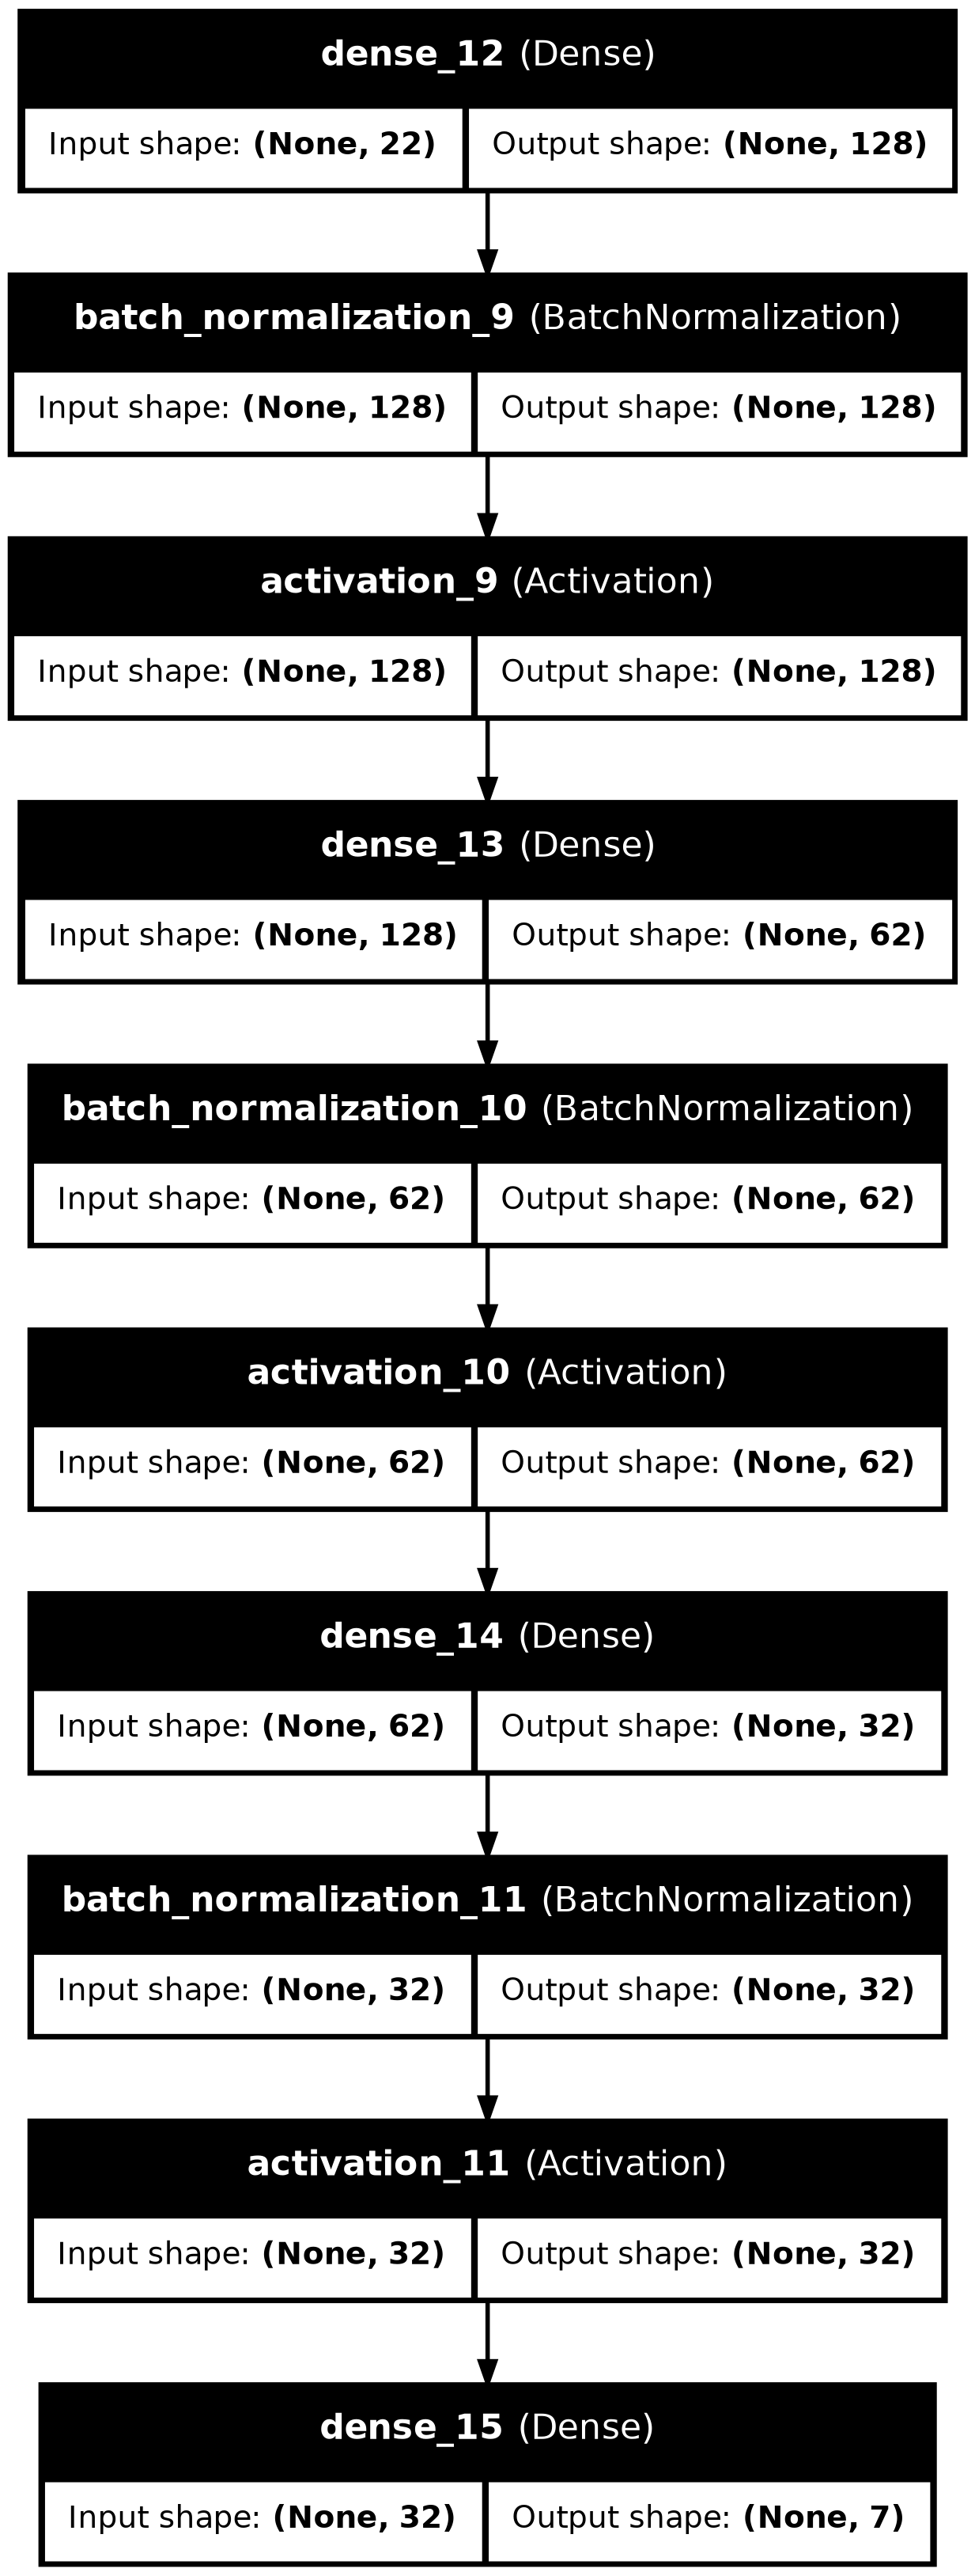 dense_12 (Dense)
Input shape: (None, 22) Output shape: (None, 128)
batch_normalization_9 (BatchNormalization)
Input shape: (None, 128) Output shape: (None, 128)
activation_9 (Activation)
Input shape: (None, 128) Output shape: (None, 128)
dense_13 (Dense)
Input shape: (None, 128) Output shape: (None, 62)
batch_normalization_10 (BatchNormalization)
Input shape: (None, 62) Output shape: (None, 62)
activation_10 (Activation)
Input shape: (None, 62) Output shape: (None, 62)
dense_14 (Dense)
Input shape: (None, 62) Output shape: (None, 32)
batch_normalization_11 (BatchNormalization)
Input shape: (None, 32) Output shape: (None, 32)
activation_11 (Activation)
Input shape: (None, 32) Output shape: (None, 32)
dense_15 (Dense)
Input shape: (None, 32) Output shape: (None, 7)